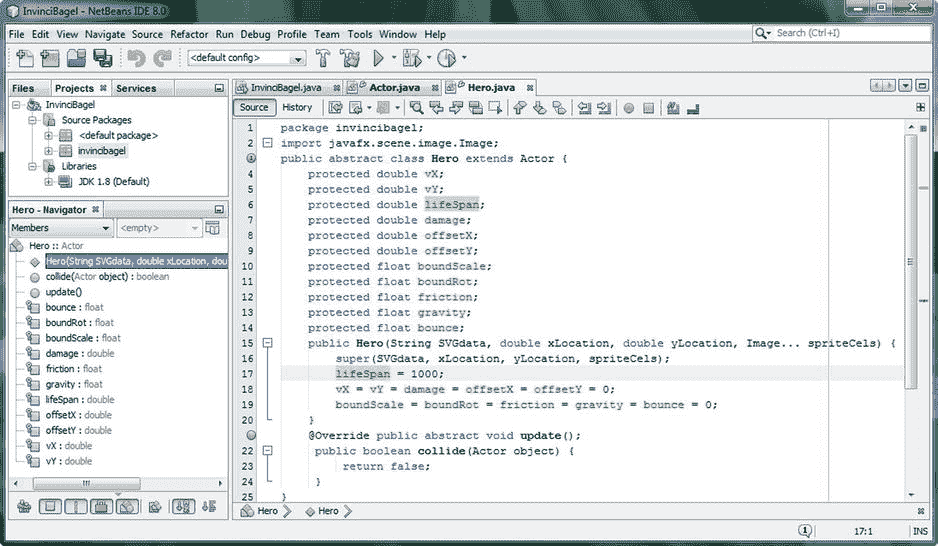 InvinciBagel - NetBeans IDE 8.0
File Edit View Navigate Source Refactor Run Debug Profile Team Tools Window Help
Search (Ctrl+I)
<default config>
Files Projects Services
InvinciBagel
Source Packages
<default package>
invincibagel
Libraries
JDK 1.8 (Default)
Hero - Navigator
Members <empty>
Hero :: Actor
Hero(String SVGdata, double xLocation, dou
collide(Actor object) : boolean
update()
bounce : float
boundRot : float
boundScale : float
damage : double
friction : float
gravity : float
lifeSpan : double
offsetX : double
offsetY : double
vX : double
vY : double
InvinciBagel.java Actor.java Hero.java
Source History
1 package invincibagel;
2 import javafx.scene.image.Image;
public abstract class Hero extends Actor {
4 protected double vX;
5 protected double vY;
6 protected double lifeSpan;
7 protected double damage;
8 protected double offsetX;
9 protected double offsetY;
10 protected float boundScale;
11 protected float boundRot;
12 protected float friction;
13 protected float gravity;
14 protected float bounce;
15 public Hero(String SVGdata, double xLocation, double yLocation, Image... spriteCels) {
16 super(SVGdata, xLocation, yLocation, spriteCels);
17 lifeSpan = 1000;
18 vX = vY = damage = offsetX = offsetY = 0;
19 boundScale = boundRot = friction = gravity = bounce = 0;
20 }
@Override public abstract void update();
22 public boolean collide(Actor object) {
23 return false;
24 }
25 }
Hero Hero
1 17:1 INS